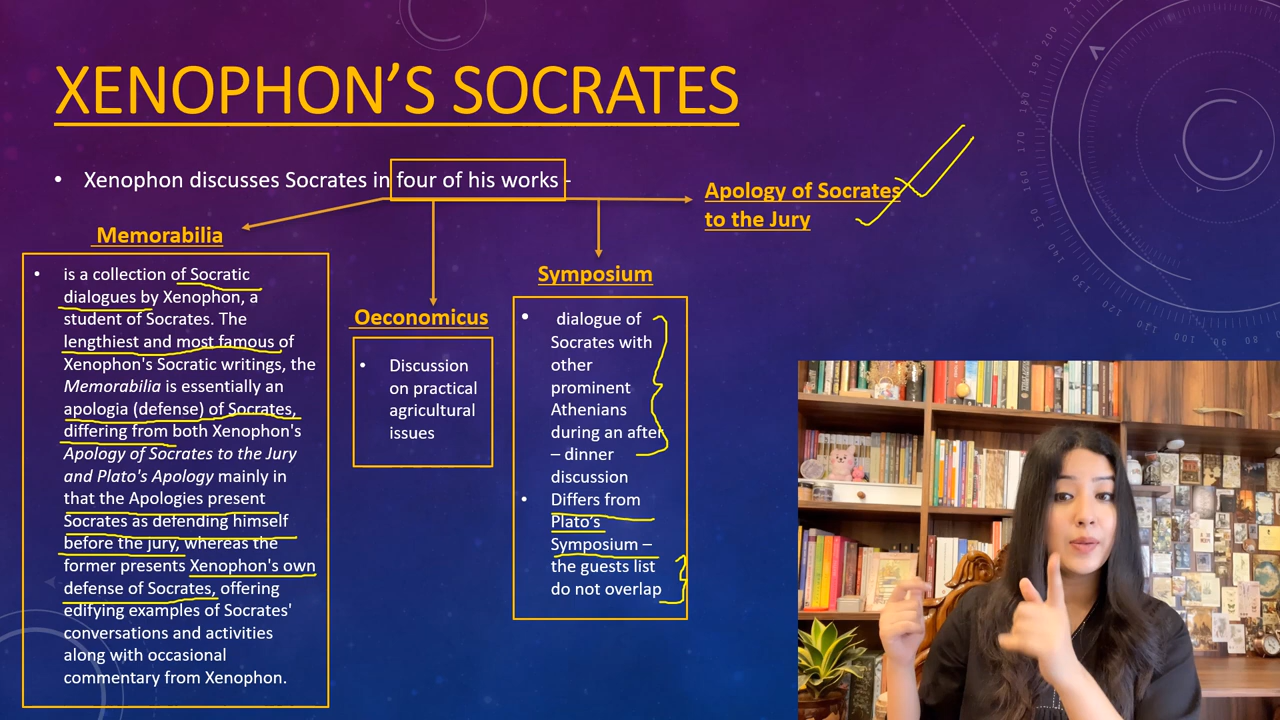 XENOPHON'S SOCRATES
• Xenophon discusses Socrates in four of his works -
Apology of Socrates
to the Jury
Memorabilia
• is a collection of Socratic
dialogues by Xenophon, a
student of Socrates. The
lengthiest and most famous of
Xenophon's Socratic writings, the
Memorabilia is essentially an
apologia (defense) of Socrates,
differing from both Xenophon's
Apology of Socrates to the Jury
and Plato's Apology mainly in
that the Apologies present
Socrates as defending himself
before the jury, whereas the
former presents Xenophon's own
defense of Socrates, offering
edifying examples of Socrates'
conversations and activities
along with occasional
commentary from Xenophon.
Oeconomicus
• Discussion
on practical
agricultural
issues
Symposium
• dialogue of
Socrates with
other
prominent
Athenians
during an after
– dinner
discussion
• Differs from
Plato's
Symposium –
the guests list
do not overlap